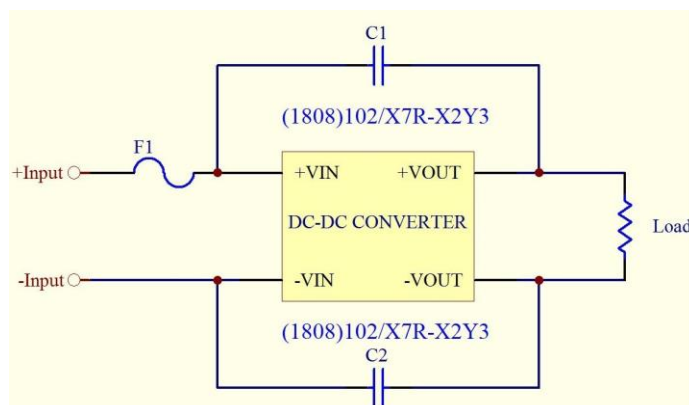 C1
(1808)102/X7R-X2Y3
F1
+Input
+VIN +VOUT
DC-DC CONVERTER
Load
-Input
-VIN -VOUT
(1808)102/X7R-X2Y3
C2